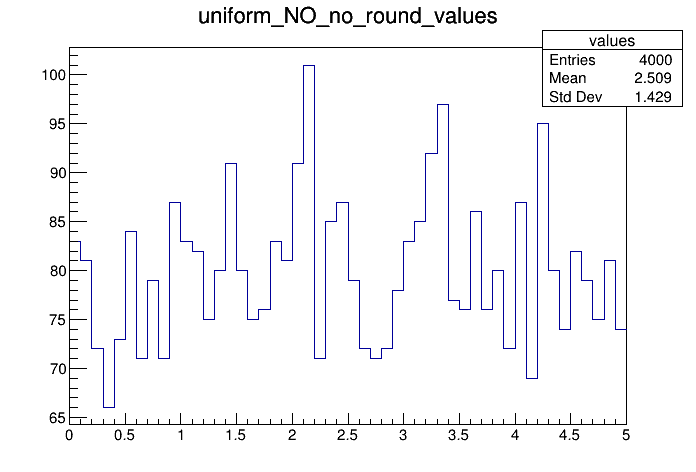 uniform_NO_no_round_values
values
Entries 4000
Mean 2.509
Std Dev 1.429
100
95
90
85
80
75
70
65
0 0.5 1 1.5 2 2.5 3 3.5 4 4.5 5